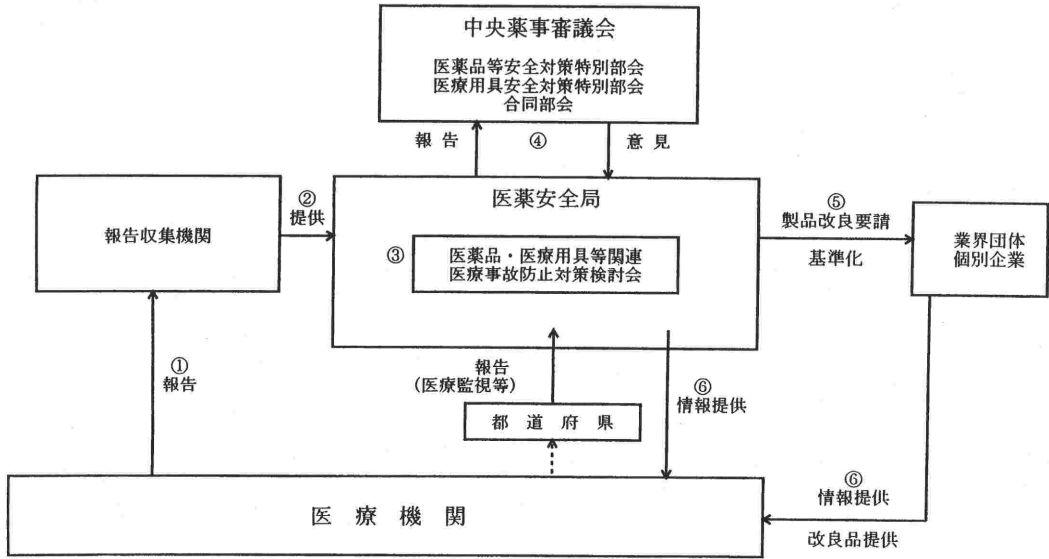 中央薬事審議会
医薬品等安全対策特別部会
医療用具安全対策特別部会
合同部会
報 告
④
意 見
報告収集機関
②
提供
医薬安全局
③
医薬品・医療用具等関連
医療事故防止対策検討会
⑤
製品改良要請
基準化
業界団体
個別企業
①
報告
報告
(医療監視等)
都 道 府 県
⑥
情報提供
医 療 機 関
⑥
情報提供
改良品提供